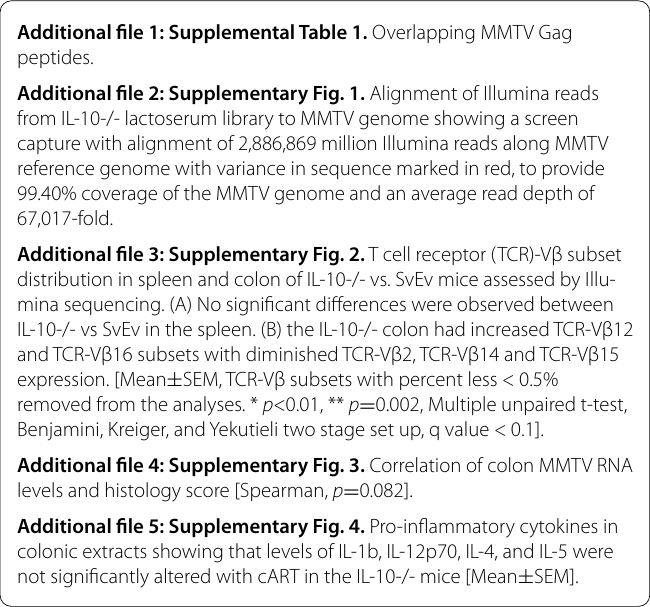 Additional file 1: Supplemental Table 1. Overlapping MMTV Gag
peptides.
Additional file 2: Supplementary Fig. 1. Alignment of Illumina reads
from IL-10-/- lactoserum library to MMTV genome showing a screen
capture with alignment of 2,886,869 million Illumina reads along MMTV
reference genome with variance in sequence marked in red, to provide
99.40% coverage of the MMTV genome and an average read depth of
67,017-fold.
Additional file 3: Supplementary Fig. 2. T cell receptor (TCR)-Vβ subset
distribution in spleen and colon of IL-10-/- vs. SvEv mice assessed by Illu-
mina sequencing. (A) No significant differences were observed between
IL-10-/- vs SvEv in the spleen. (B) the IL-10-/- colon had increased TCR-Vβ12
and TCR-Vβ16 subsets with diminished TCR-Vβ2, TCR-Vβ14 and TCR-Vβ15
expression. [Mean±SEM, TCR-Vβ subsets with percent less < 0.5%
removed from the analyses. * p<0.01, ** p=0.002, Multiple unpaired t-test,
Benjamini, Kreiger, and Yekutieli two stage set up, q value < 0.1].
Additional file 4: Supplemental Fig. 3. Correlation of colon MMTV RNA
levels and histology score [Spearman, p=0.082].
Additional file 5: Supplementary Fig. 4. Pro-inflammatory cytokines in
colonic extracts showing that levels of IL-1b, IL-12p70, IL-4, and IL-5 were
not significantly altered with cART in the IL-10-/- mice [Mean±SEM].